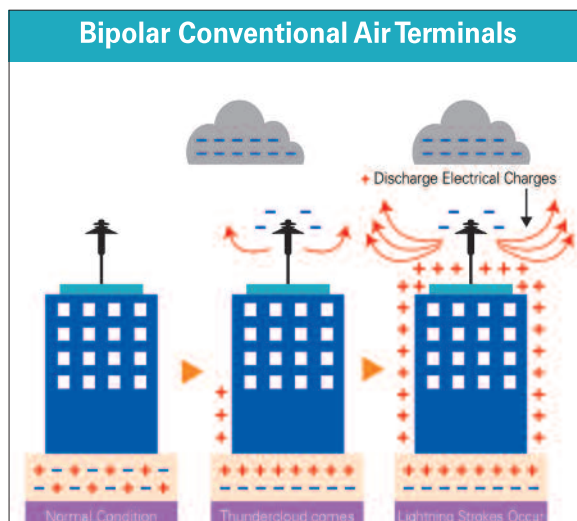 Bipolar Conventional Air Terminals
Discharge Electrical Charges
Normal Condition
Thundercloud comes
Lightning Strokes Occur